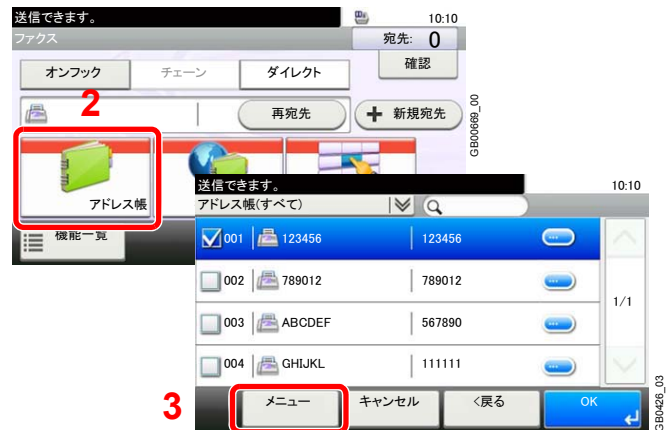 送信できます。
10:10
ファクス
宛先: 0
確認
オンフック
チェーン
ダイレクト
2
再宛先
+ 新規宛先
アドレス帳
機能一覧
GB00669_00
送信できます。
10:10
アドレス帳(すべて)
001 123456 123456
002 789012 789012
1/1
003 ABCDEF 567890
004 GHIJKL 111111
3
メニュー
キャンセル
<戻る
OK
GB0426_03